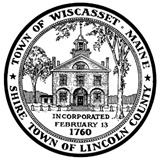 TOWN OF WISCASSET - MAINE
SHIRE TOWN OF LINCOLN COUNTY
INCORPORATED
FEBRUARY 13
1760